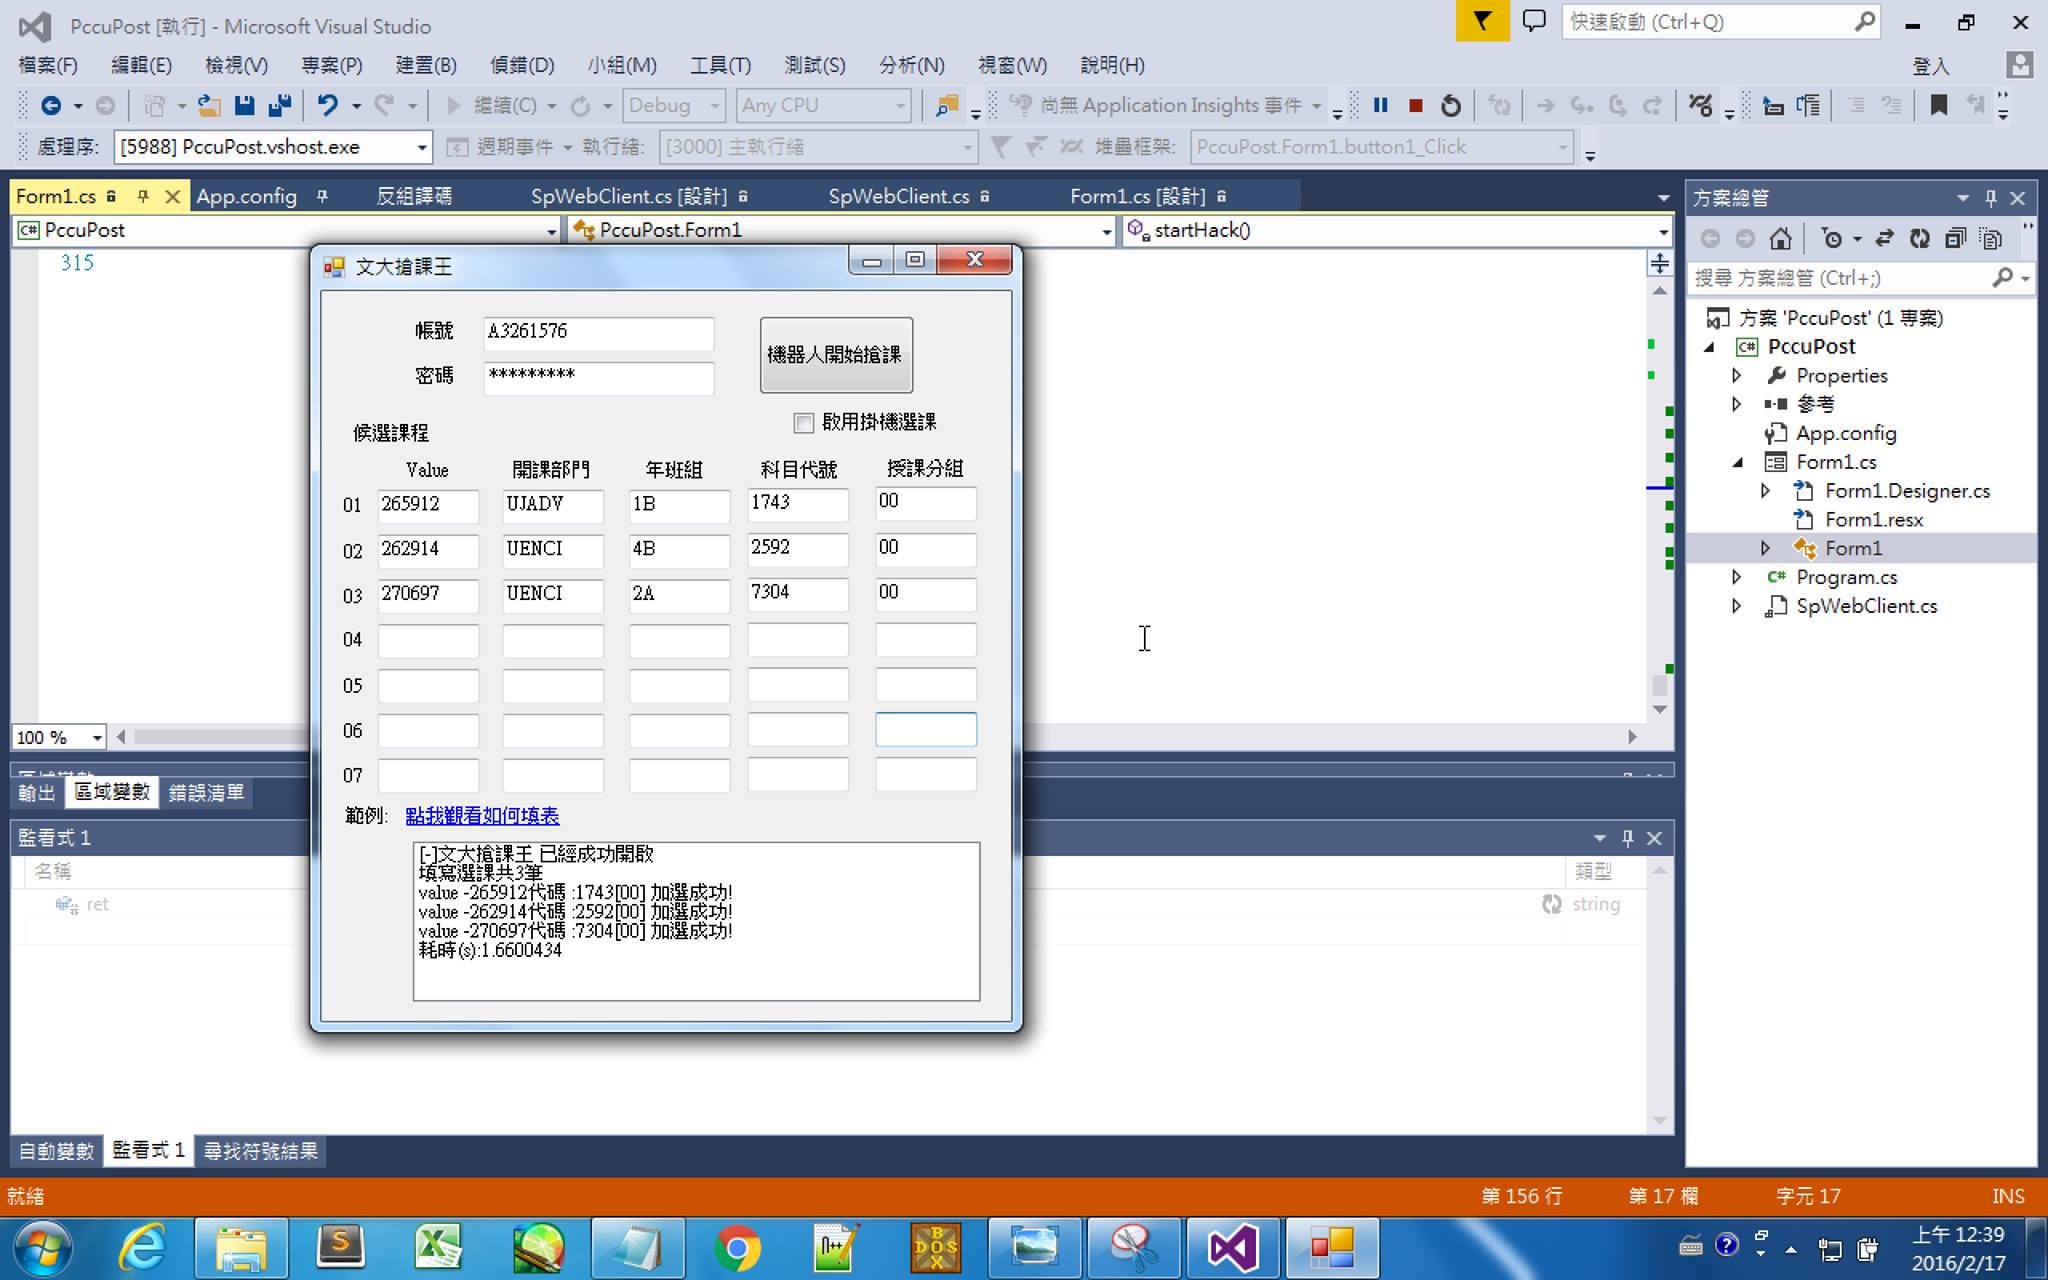 PccuPost [執行] - Microsoft Visual Studio
快速啟動 (Ctrl+Q)
檔案(F) 編輯(E) 檢視(V) 專案(P) 建置(B) 偵錯(D) 小組(M) 工具(T) 測試(S) 分析(N) 視窗(W) 說明(H) 登入
繼續(C) Debug Any CPU 尚無 Application Insights 事件
處理序: [5988] PccuPost.vshost.exe 週期事件 執行緒: [3000] 主執行緒 堆疊框架: PccuPost.Form1.button1_Click
Form1.cs App.config 反組譯碼 SpWebClient.cs [設計] SpWebClient.cs Form1.cs [設計]
C# PccuPost PccuPost.Form1 startHack()
315
文大搶課王
帳號 A3261576
機器人開始搶課
密碼 *********
啟用掛機選課
候選課程
Value 開課部門 年班組 科目代號 授課分組
01 265912 UJADV 1B 1743 00
02 262914 UENCI 4B 2592 00
03 270697 UENCI 2A 7304 00
04
05
06
07
範例: 點我觀看如何填表
[-]文大搶課王 已經成功開啟
填寫選課共3筆
value -265912代碼 :1743[00] 加選成功!
value -262914代碼 :2592[00] 加選成功!
value -270697代碼 :7304[00] 加選成功!
耗時(s):1.6600434
100 %
輸出 區域變數 錯誤清單
監看式 1
名稱 類型
ret string
自動變數 監看式 1 尋找符號結果
方案總管
搜尋 方案總管 (Ctrl+;)
方案 'PccuPost' (1 專案)
C# PccuPost
Properties
參考
App.config
Form1.cs
Form1.Designer.cs
Form1.resx
Form1
C# Program.cs
SpWebClient.cs
就緒 第 156 行 第 17 欄 字元 17 INS
上午 12:39
2016/2/17